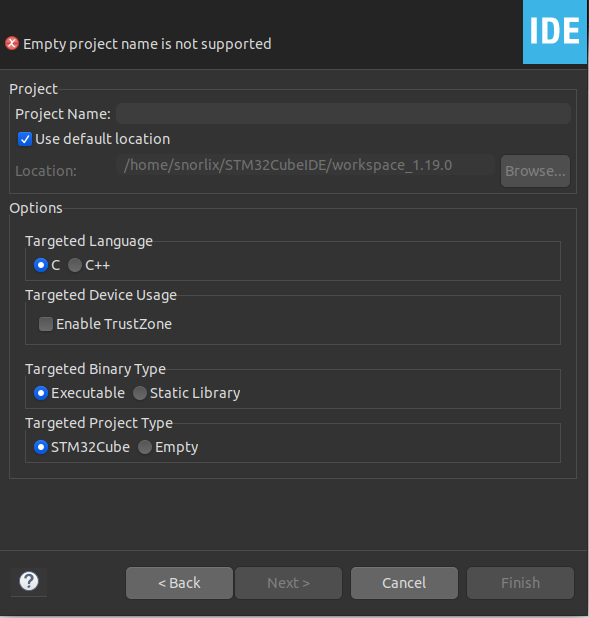 IDE
Empty project name is not supported
Project
Project Name:
Use default location
Location: /home/snorlix/STM32CubeIDE/workspace_1.19.0 Browse...
Options
Targeted Language
C C++
Targeted Device Usage
Enable TrustZone
Targeted Binary Type
Executable Static Library
Targeted Project Type
STM32Cube Empty
? < Back Next > Cancel Finish